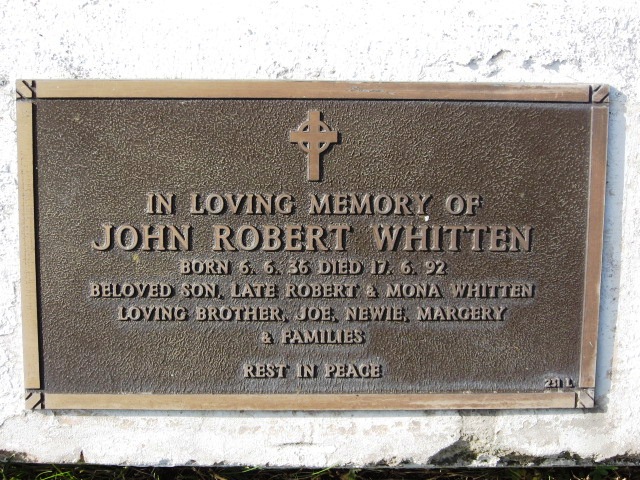 IN LOVING MEMORY OF
JOHN ROBERT WHITTEN
BORN 6. 6. 36 DIED 17. 6. 92
BELOVED SON, LATE ROBERT & MONA WHITTEN
LOVING BROTHER, JOE, NEWIE, MARGERY
& FAMILIES
REST IN PEACE